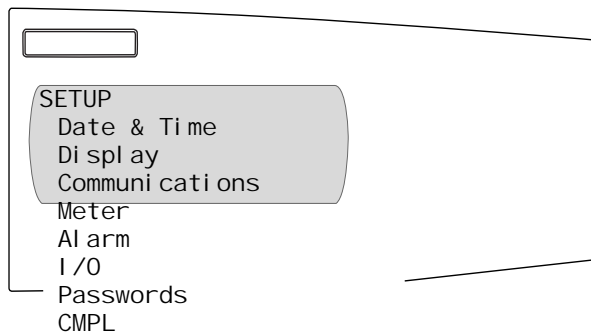 SETUP
Date & Time
Display
Communications
Meter
Alarm
I/O
Passwords
CMPL